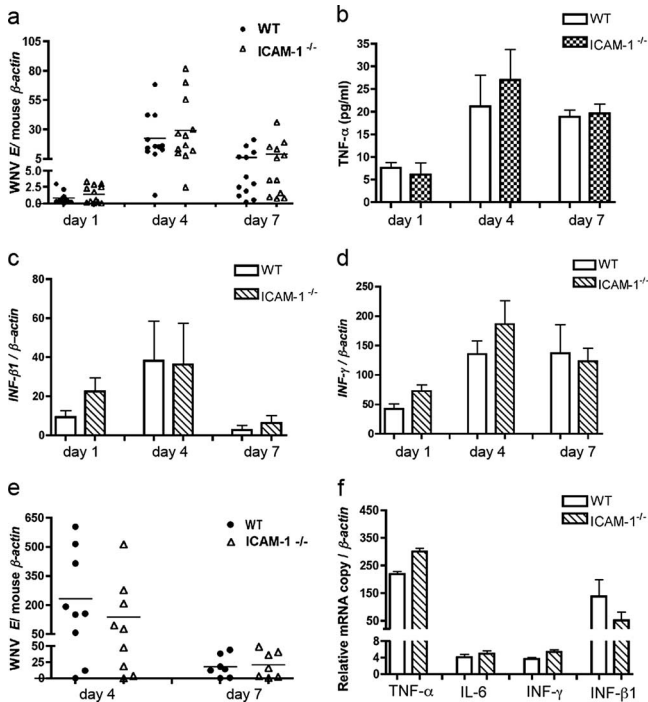 a
WT
ICAM-1 -/-
WNV E/ mouse β-actin
105
80
55
30
5
5.0
2.5
0.0
day 1
day 4
day 7
b
WT
ICAM-1 -/-
TNF-α (pg/ml)
35
30
25
20
15
10
5
0
day 1
day 4
day 7
c
WT
ICAM-1 -/-
INF-β1 / β-actin
80
60
40
20
0
day 1
day 4
day 7
d
WT
ICAM-1 -/-
INF-γ / β-actin
250
200
150
100
50
0
day 1
day 4
day 7
e
WT
ICAM-1 -/-
WNV E/ mouse β-actin
650
450
250
50
50
25
0
day 4
day 7
f
WT
ICAM-1 -/-
Relative mRNA copy / β-actin
450
350
250
150
50
8
4
0
TNF-α
IL-6
INF-γ
INF-β1